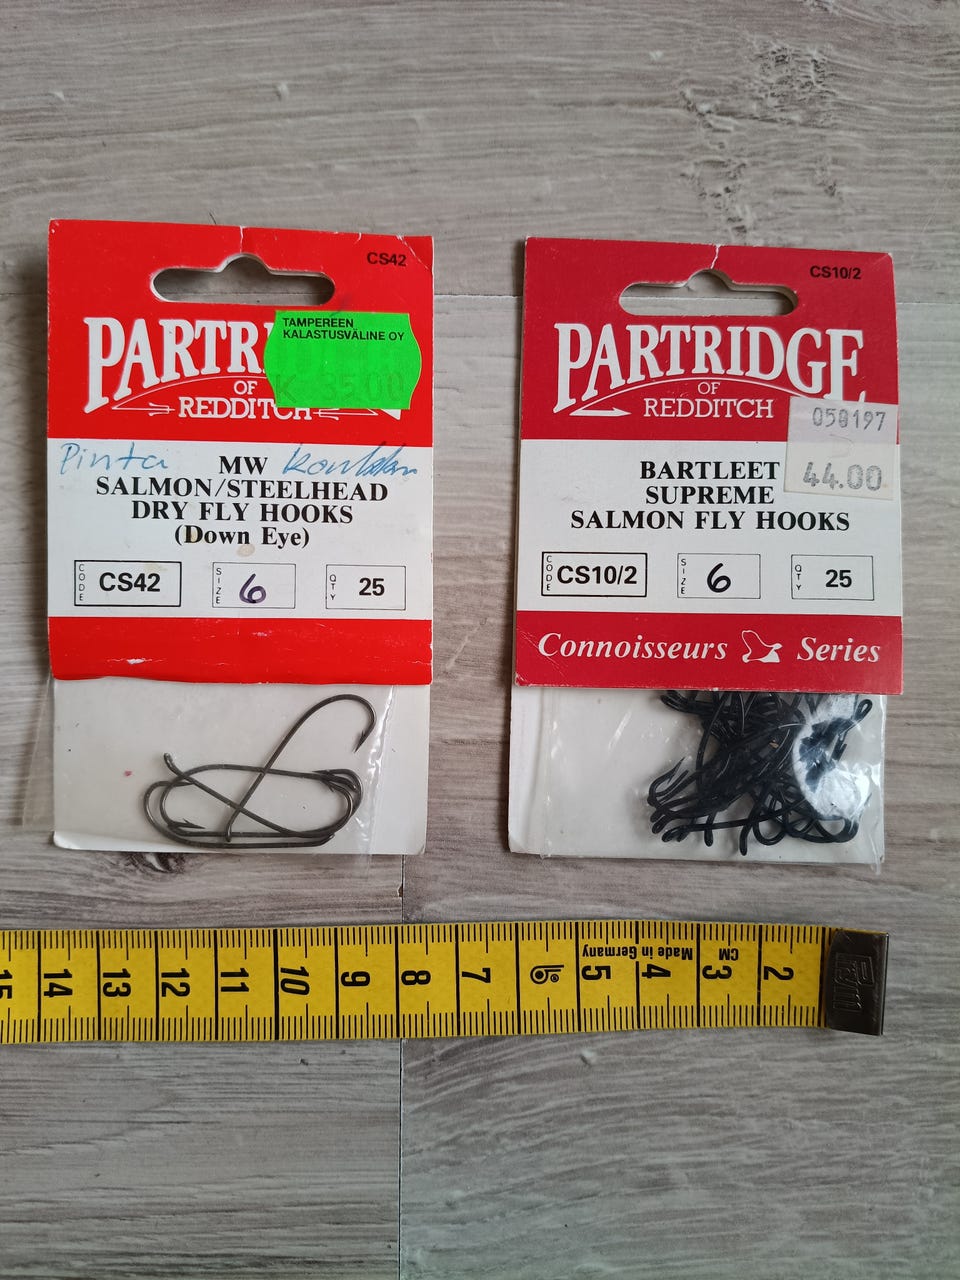 CS42
PARTR
OF
REDDITCH
TAMPEREEN
KALASTUSVÄLINE OY
K 35.00
Pinta
MW
SALMON/STEELHEAD
DRY FLY HOOKS
(Down Eye)
CODE CS42 SIZE 6 QTY 25
CS10/2
PARTRIDGE
OF
REDDITCH
050197
44.00
BARTLEET
SUPREME
SALMON FLY HOOKS
CODE CS10/2 SIZE 6 QTY 25
Connoisseurs Series
15 14 13 12 11 10 9 8 7 5 4 3 2
Made in Germany CM